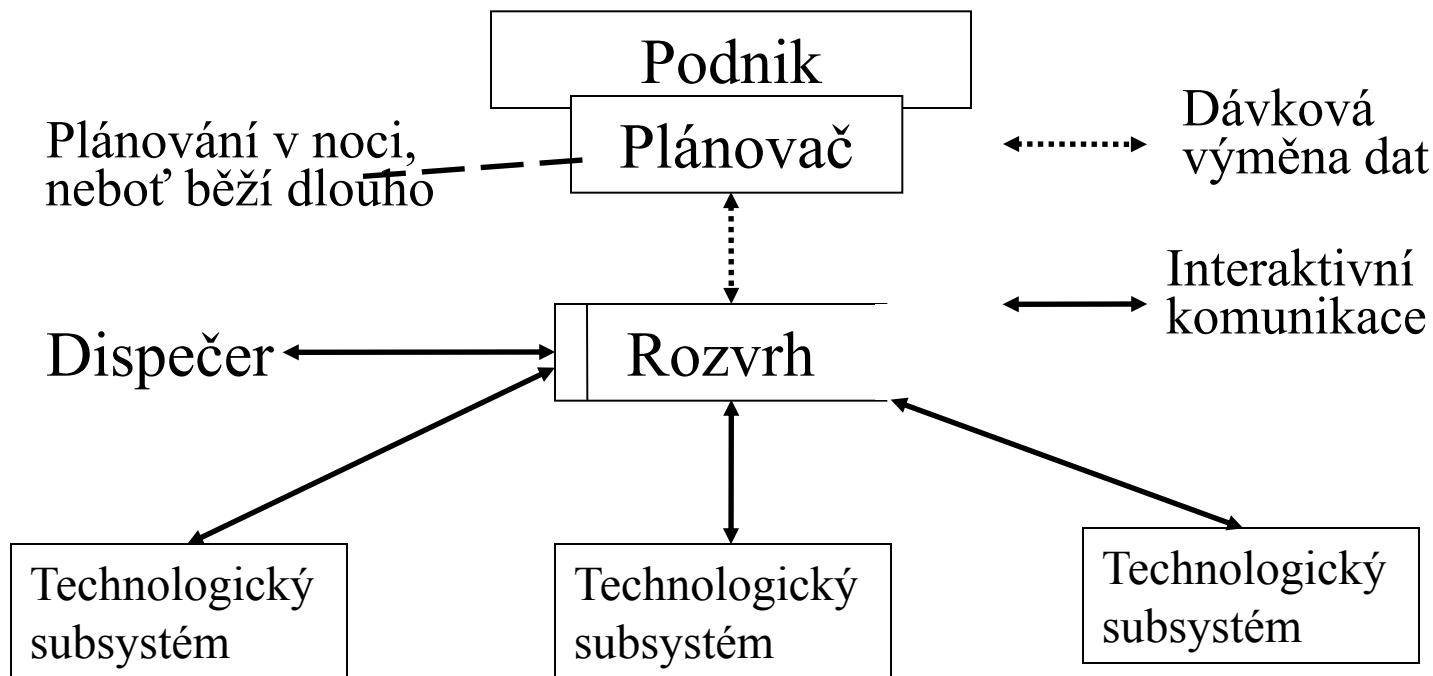 Podnik
Plánování v noci,
neboť běží dlouho
Plánovač
Dávková
výměna dat
Interaktivní
komunikace
Dispečer
Rozvrh
Technologický
subsystém
Technologický
subsystém
Technologický
subsystém